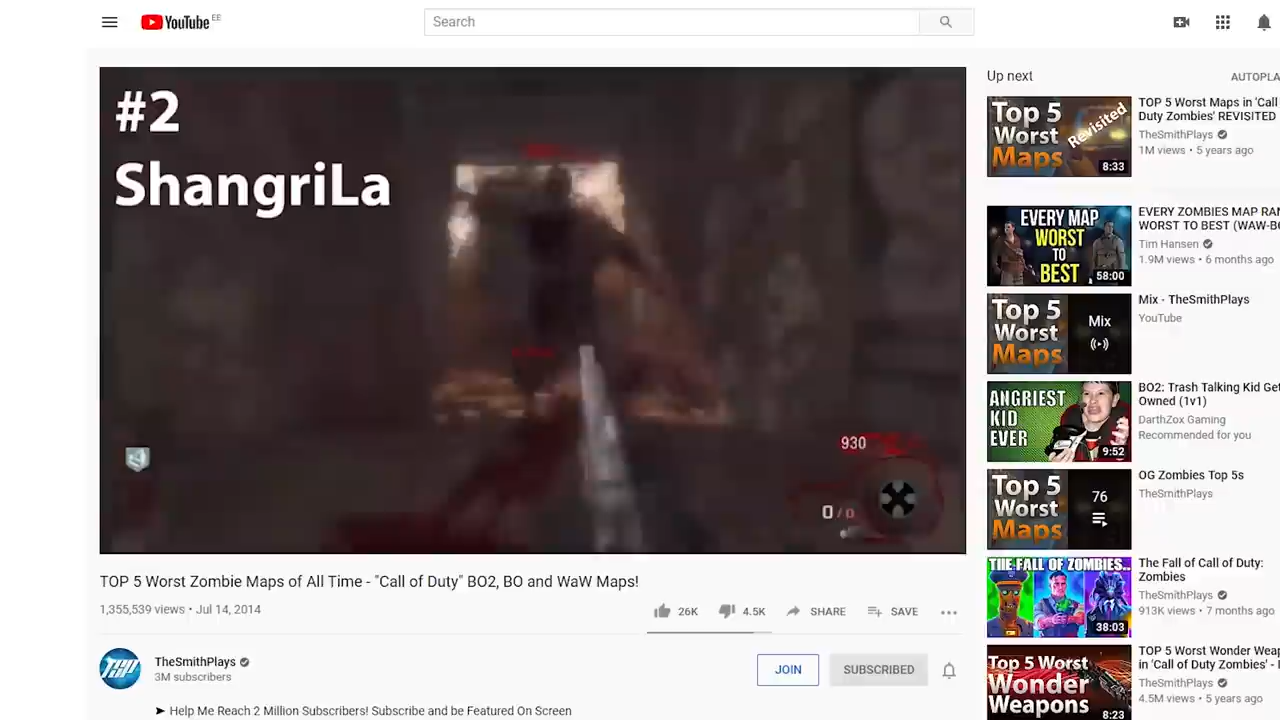 YouTube EE
Search
#2
ShangriLa
930
0 / 0
TOP 5 Worst Zombie Maps of All Time - "Call of Duty" BO2, BO and WaW Maps!
1,355,539 views • Jul 14, 2014
26K
4.5K
SHARE
SAVE
TheSmithPlays
3M subscribers
JOIN
SUBSCRIBED
➤ Help Me Reach 2 Million Subscribers! Subscribe and be Featured On Screen
Up next
AUTOPLA
Top 5
Worst
Maps
Revisited
8:33
TOP 5 Worst Maps in 'Call
Duty Zombies' REVISITED
TheSmithPlays
1M views • 5 years ago
EVERY MAP
WORST
TO
BEST
58:00
EVERY ZOMBIES MAP RAN
WORST TO BEST (WAW-B
Tim Hansen
1.9M views • 6 months ago
Top 5
Worst
Maps
Mix
Mix - TheSmithPlays
YouTube
ANGRIEST
KID
EVER
9:52
BO2: Trash Talking Kid Get
Owned (1v1)
DarthZox Gaming
Recommended for you
Top 5
Worst
Maps
76
OG Zombies Top 5s
TheSmithPlays
THE FALL OF ZOMBIES..
38:03
The Fall of Call of Duty:
Zombies
TheSmithPlays
913K views • 7 months ago
Top 5 Worst
Wonder
Weapons
8:23
TOP 5 Worst Wonder Weap
in 'Call of Duty Zombies' -
TheSmithPlays
4.5M views • 5 years ago